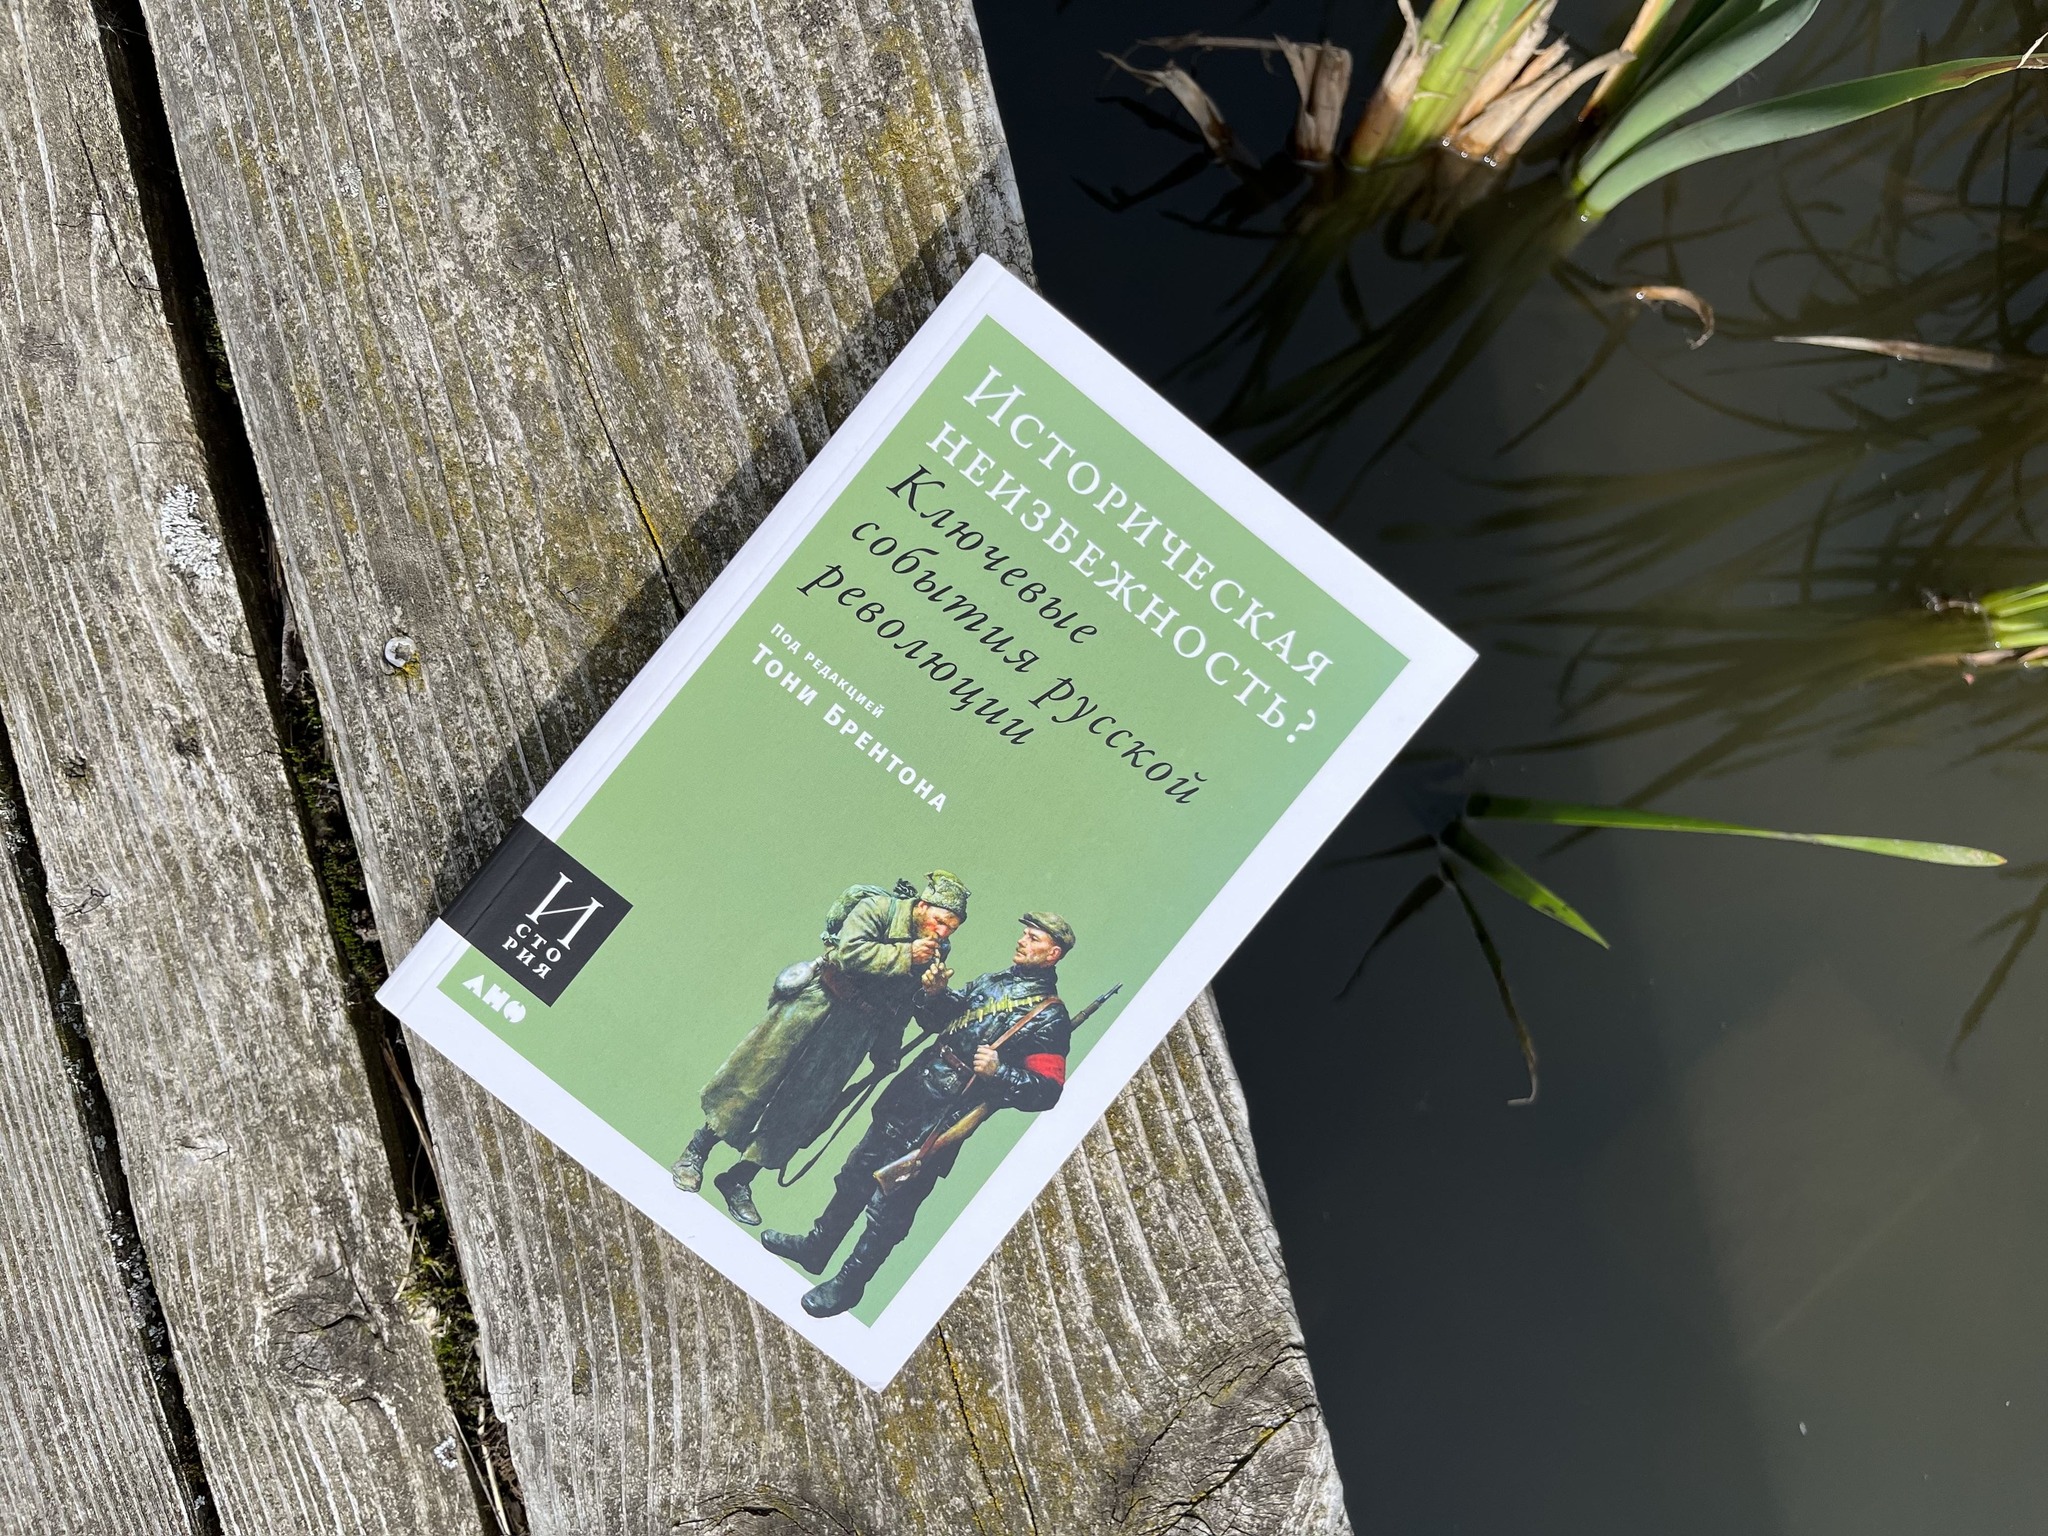 ИСТОРИЧЕСКАЯ
НЕИЗБЕЖНОСТЬ?
Ключевые
события русской
революции
ПОД РЕДАКЦИЕЙ
ТОНИ БРЕНТОНА
И
СТО
РИЯ
АНФ